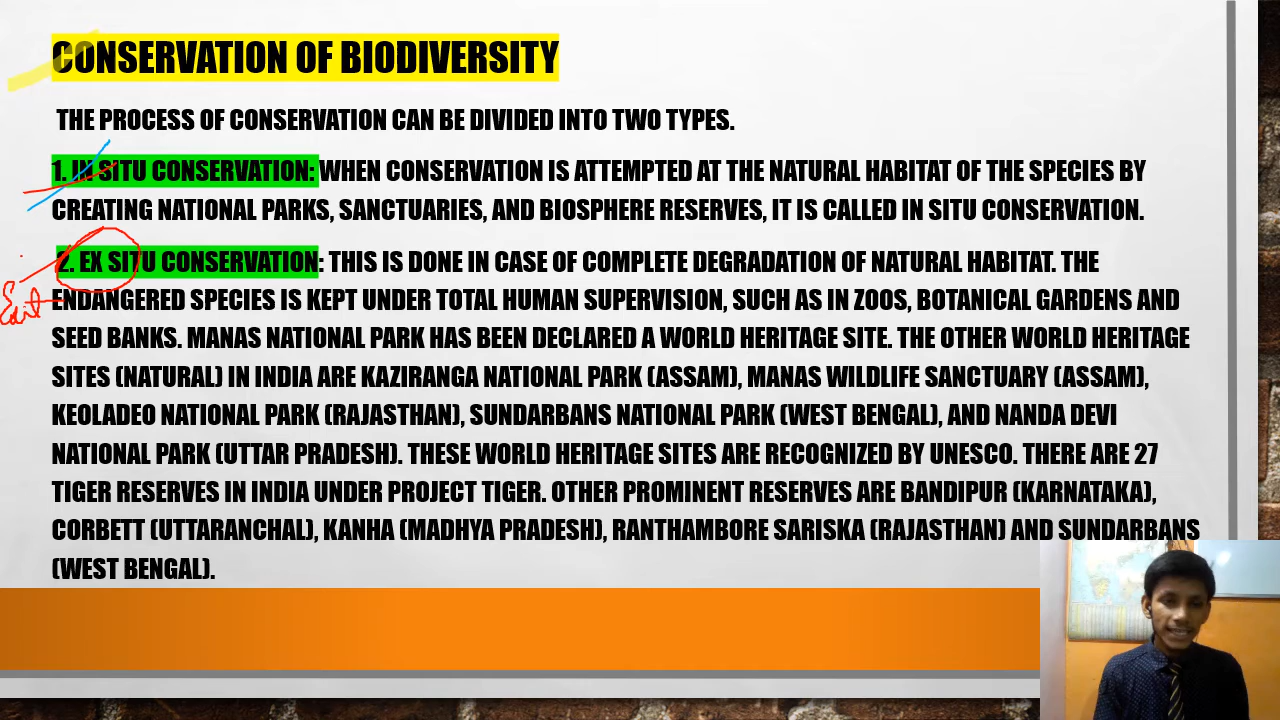 CONSERVATION OF BIODIVERSITY
THE PROCESS OF CONSERVATION CAN BE DIVIDED INTO TWO TYPES.
1. IN SITU CONSERVATION: WHEN CONSERVATION IS ATTEMPTED AT THE NATURAL HABITAT OF THE SPECIES BY
CREATING NATIONAL PARKS, SANCTUARIES, AND BIOSPHERE RESERVES, IT IS CALLED IN SITU CONSERVATION.
2. EX SITU CONSERVATION: THIS IS DONE IN CASE OF COMPLETE DEGRADATION OF NATURAL HABITAT. THE
ENDANGERED SPECIES IS KEPT UNDER TOTAL HUMAN SUPERVISION, SUCH AS IN ZOOS, BOTANICAL GARDENS AND
SEED BANKS. MANAS NATIONAL PARK HAS BEEN DECLARED A WORLD HERITAGE SITE. THE OTHER WORLD HERITAGE
SITES (NATURAL) IN INDIA ARE KAZIRANGA NATIONAL PARK (ASSAM), MANAS WILDLIFE SANCTUARY (ASSAM),
KEOLADEO NATIONAL PARK (RAJASTHAN), SUNDARBANS NATIONAL PARK (WEST BENGAL), AND NANDA DEVI
NATIONAL PARK (UTTAR PRADESH). THESE WORLD HERITAGE SITES ARE RECOGNIZED BY UNESCO. THERE ARE 27
TIGER RESERVES IN INDIA UNDER PROJECT TIGER. OTHER PROMINENT RESERVES ARE BANDIPUR (KARNATAKA),
CORBETT (UTTARANCHAL), KANHA (MADHYA PRADESH), RANTHAMBORE SARISKA (RAJASTHAN) AND SUNDARBANS
(WEST BENGAL).